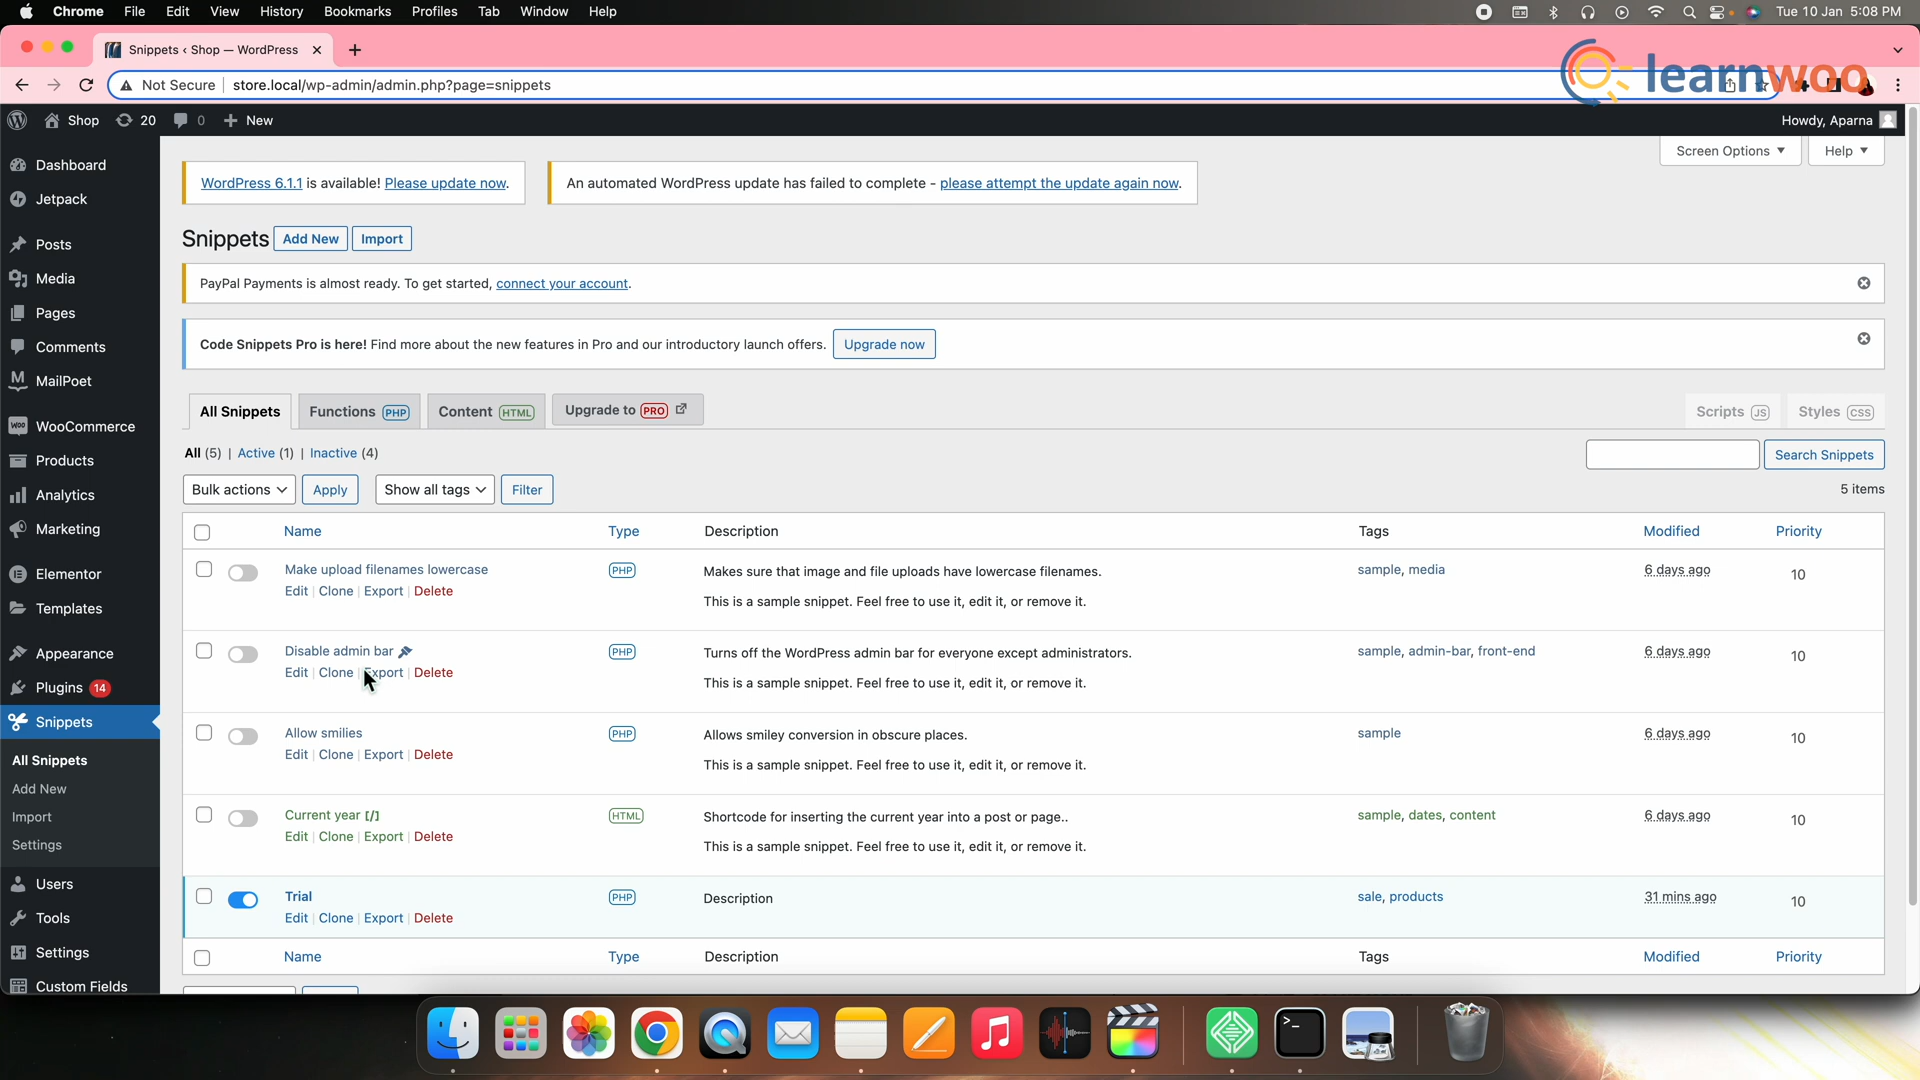 Chrome File Edit View History Bookmarks Profiles Tab Window Help
Tue 10 Jan 5:08 PM
Snippets ‹ Shop — WordPress
learnwoo
Not Secure store.local/wp-admin/admin.php?page=snippets
Shop 20 0 New
Howdy, Aparna
Screen Options Help
Dashboard
Jetpack
Posts
Media
Pages
Comments
MailPoet
WooCommerce
Products
Analytics
Marketing
Elementor
Templates
Appearance
Plugins 14
Snippets
All Snippets
Add New
Import
Settings
Users
Tools
Settings
Custom Fields
WordPress 6.1.1 is available! Please update now.
An automated WordPress update has failed to complete - please attempt the update again now.
Snippets Add New Import
PayPal Payments is almost ready. To get started, connect your account.
Code Snippets Pro is here! Find more about the new features in Pro and our introductory launch offers. Upgrade now
All Snippets Functions PHP Content HTML Upgrade to PRO Scripts JS Styles CSS
All (5) | Active (1) | Inactive (4)
Search Snippets
Bulk actions Apply Show all tags Filter
5 items
Name Type Description Tags Modified Priority
Make upload filenames lowercase PHP Makes sure that image and file uploads have lowercase filenames. sample, media 6 days ago 10
Edit | Clone | Export | Delete
This is a sample snippet. Feel free to use it, edit it, or remove it.
Disable admin bar PHP Turns off the WordPress admin bar for everyone except administrators. sample, admin-bar, front-end 6 days ago 10
Edit | Clone | Export | Delete
This is a sample snippet. Feel free to use it, edit it, or remove it.
Allow smilies PHP Allows smiley conversion in obscure places. sample 6 days ago 10
Edit | Clone | Export | Delete
This is a sample snippet. Feel free to use it, edit it, or remove it.
Current year [/] HTML Shortcode for inserting the current year into a post or page.. sample, dates, content 6 days ago 10
Edit | Clone | Export | Delete
This is a sample snippet. Feel free to use it, edit it, or remove it.
Trial PHP Description sale, products 31 mins ago 10
Edit | Clone | Export | Delete
Name Type Description Tags Modified Priority